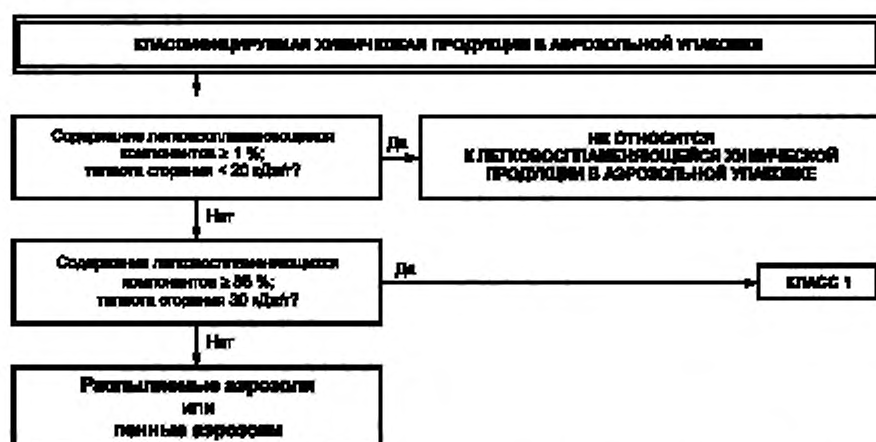 КЛАССИФИЦИРУЕМАЯ ХИМИЧЕСКАЯ ПРОДУКЦИЯ В АЭРОЗОЛЬНОЙ УПАКОВКЕ
Содержание легковоспламеняющихся
компонентов ≥ 1 %;
теплота сгорания < 20 кДж/г?
Да
НЕ ОТНОСИТСЯ
К ЛЕГКОВОСПЛАМЕНЯЮЩЕЙСЯ ХИМИЧЕСКОЙ
ПРОДУКЦИИ В АЭРОЗОЛЬНОЙ УПАКОВКЕ
Нет
Содержание легковоспламеняющихся
компонентов ≥ 85 %;
теплота сгорания 30 кДж/г?
Да
КЛАСС 1
Нет
Распыляемые аэрозоли
или
пенные аэрозоли